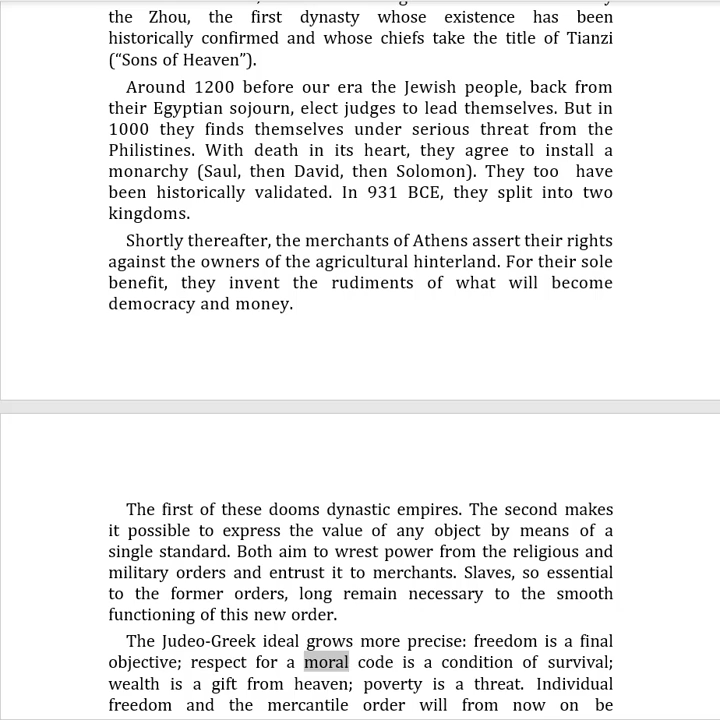 the Zhou, the first dynasty whose existence has been
historically confirmed and whose chiefs take the title of Tianzi
(“Sons of Heaven”).
Around 1200 before our era the Jewish people, back from
their Egyptian sojourn, elect judges to lead themselves. But in
1000 they finds themselves under serious threat from the
Philistines. With death in its heart, they agree to install a
monarchy (Saul, then David, then Solomon). They too have
been historically validated. In 931 BCE, they split into two
kingdoms.
Shortly thereafter, the merchants of Athens assert their rights
against the owners of the agricultural hinterland. For their sole
benefit, they invent the rudiments of what will become
democracy and money.
The first of these dooms dynastic empires. The second makes
it possible to express the value of any object by means of a
single standard. Both aim to wrest power from the religious and
military orders and entrust it to merchants. Slaves, so essential
to the former orders, long remain necessary to the smooth
functioning of this new order.
The Judeo-Greek ideal grows more precise: freedom is a final
objective; respect for a moral code is a condition of survival;
wealth is a gift from heaven; poverty is a threat. Individual
freedom and the mercantile order will from now on be